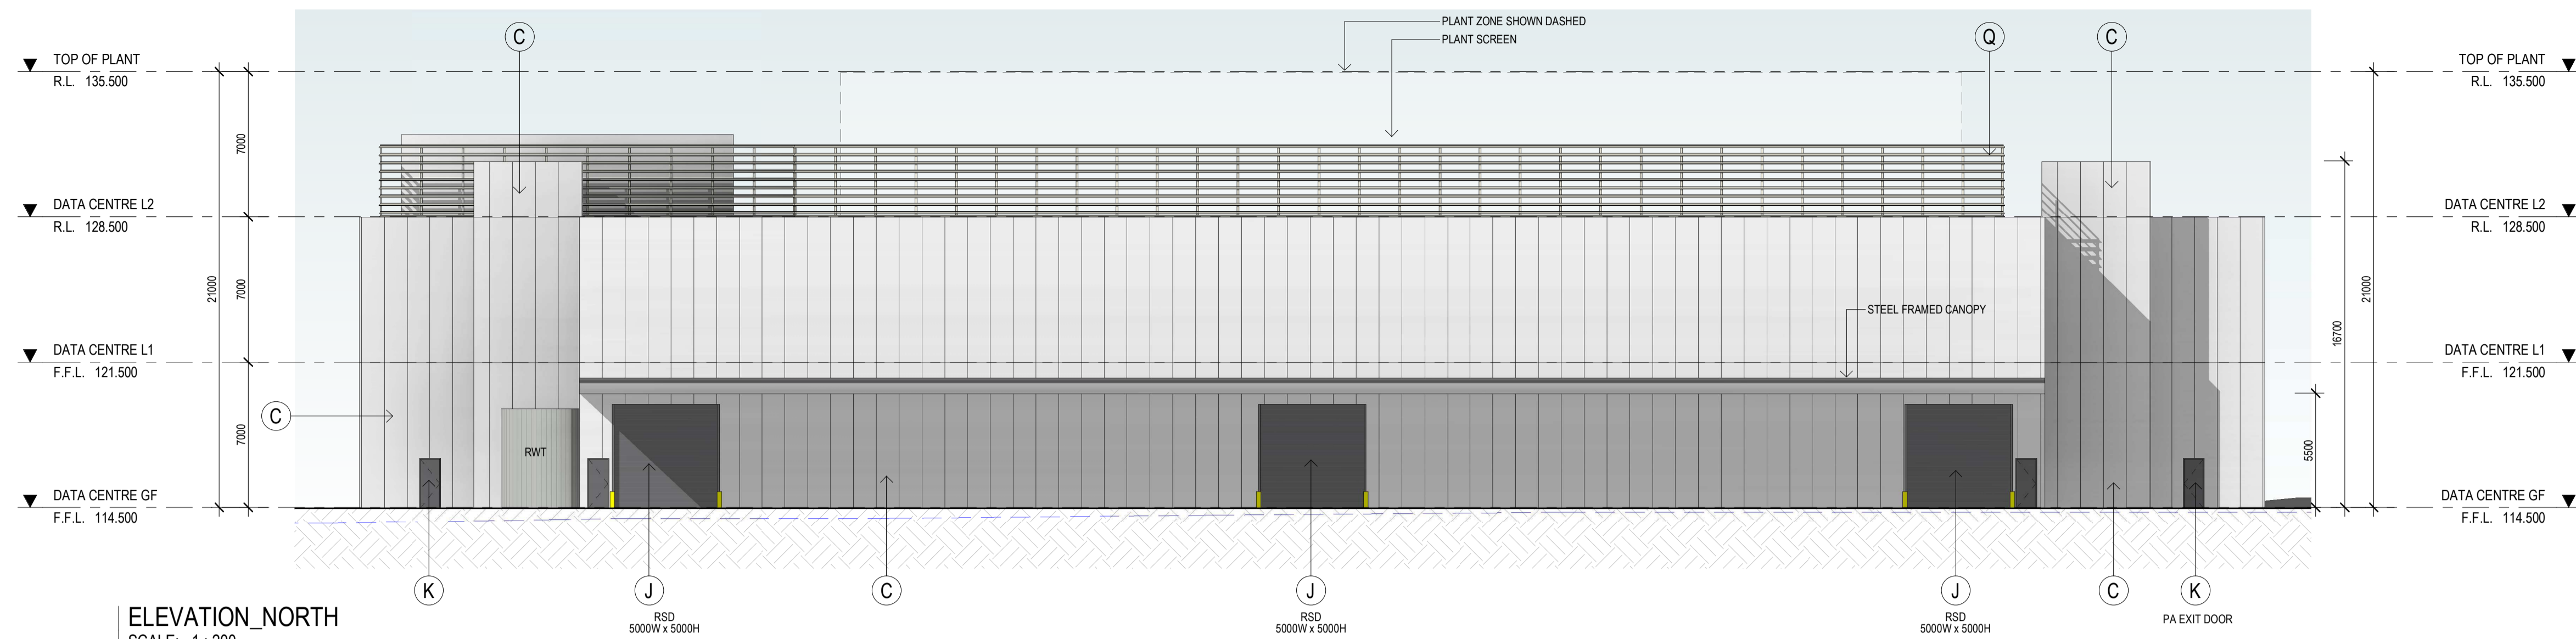 PLANT ZONE SHOWN DASHED
PLANT SCREEN
C
Q
C
TOP OF PLANT
R.L. 135.500
TOP OF PLANT
R.L. 135.500
7000
DATA CENTRE L2
R.L. 128.500
DATA CENTRE L2
R.L. 128.500
21000
7000
21000
STEEL FRAMED CANOPY
16700
DATA CENTRE L1
F.F.L. 121.500
DATA CENTRE L1
F.F.L. 121.500
C
7000
RWT
5500
DATA CENTRE GF
F.F.L. 114.500
DATA CENTRE GF
F.F.L. 114.500
K
J
C
J
J
C
K
RSD
5000W x 5000H
RSD
5000W x 5000H
RSD
5000W x 5000H
PA EXIT DOOR
ELEVATION_NORTH
SCALE: 1 : 200